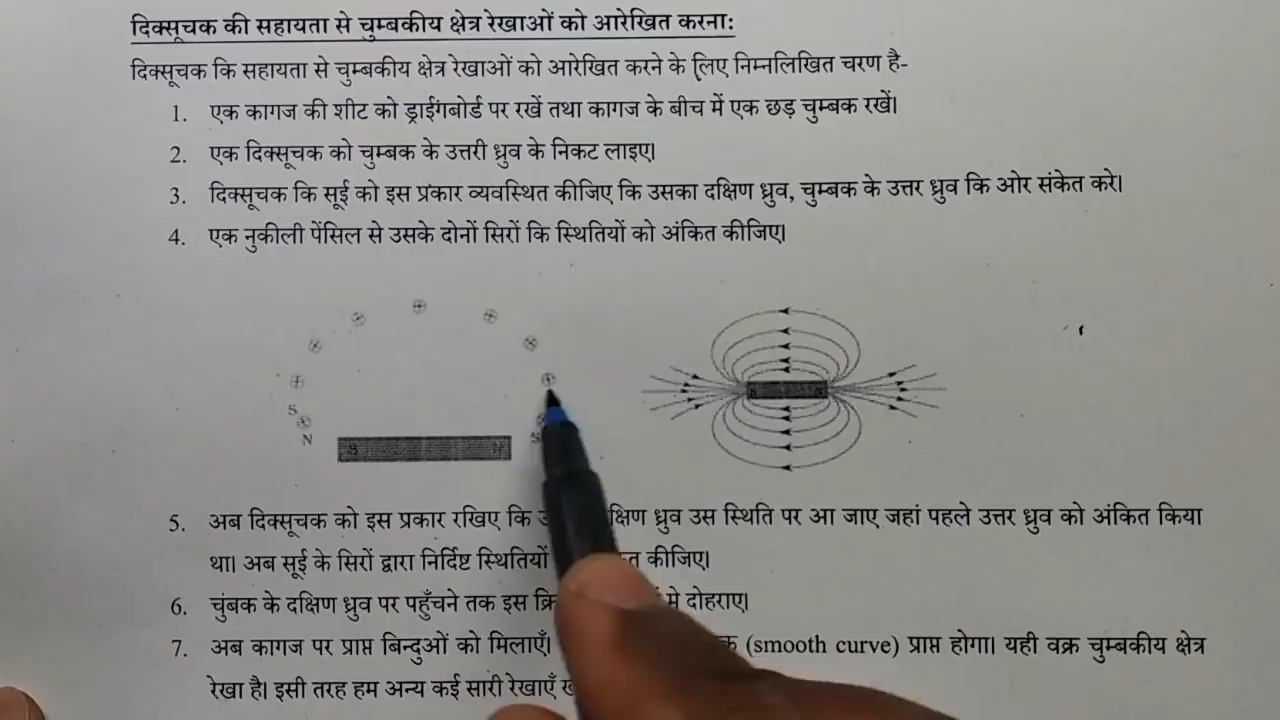 दिक्सूचक की सहायता से चुम्बकीय क्षेत्र रेखाओं को आरेखित करना:
दिक्सूचक कि सहायता से चुम्बकीय क्षेत्र रेखाओं को आरेखित करने के लिए निम्नलिखित चरण है-
1. एक कागज की शीट को ड्राईंगबोर्ड पर रखें तथा कागज के बीच में एक छड़ चुम्बक रखें।
2. एक दिक्सूचक को चुम्बक के उत्तरी ध्रुव के निकट लाइए।
3. दिक्सूचक कि सूई को इस प्रकार व्यवस्थित कीजिए कि उसका दक्षिण ध्रुव, चुम्बक के उत्तर ध्रुव कि ओर संकेत करे।
4. एक नुकीली पेंसिल से उसके दोनों सिरों कि स्थितियों को अंकित कीजिए।
S
N
S
5. अब दिक्सूचक को इस प्रकार रखिए कि ध्रुव उस स्थिति पर आ जाए जहां पहले उत्तर ध्रुव को अंकित किया
था। अब सूई के सिरों द्वारा निर्दिष्ट स्थितियों कीजिए।
6. चुंबक के दक्षिण ध्रुव पर पहुँचने तक इस मे दोहराए।
7. अब कागज पर प्राप्त बिन्दुओं को मिलाएँ। (smooth curve) प्राप्त होगा। यही वक्र चुम्बकीय क्षेत्र
रेखा है। इसी तरह हम अन्य कई सारी रेखाएँ